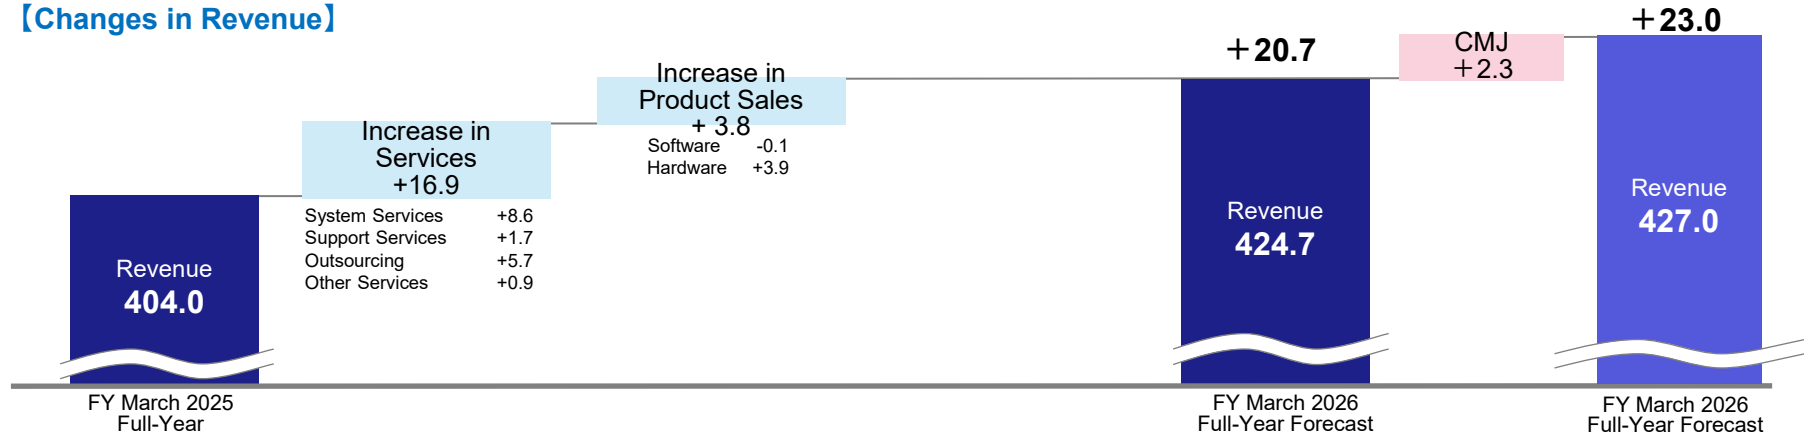 【Changes in Revenue】
Revenue
404.0
FY March 2025
Full-Year
Increase in
Services
+16.9
System Services +8.6
Support Services +1.7
Outsourcing +5.7
Other Services +0.9
Increase in
Product Sales
+ 3.8
Software -0.1
Hardware +3.9
＋20.7
Revenue
424.7
FY March 2026
Full-Year Forecast
CMJ
＋2.3
＋23.0
Revenue
427.0
FY March 2026
Full-Year Forecast